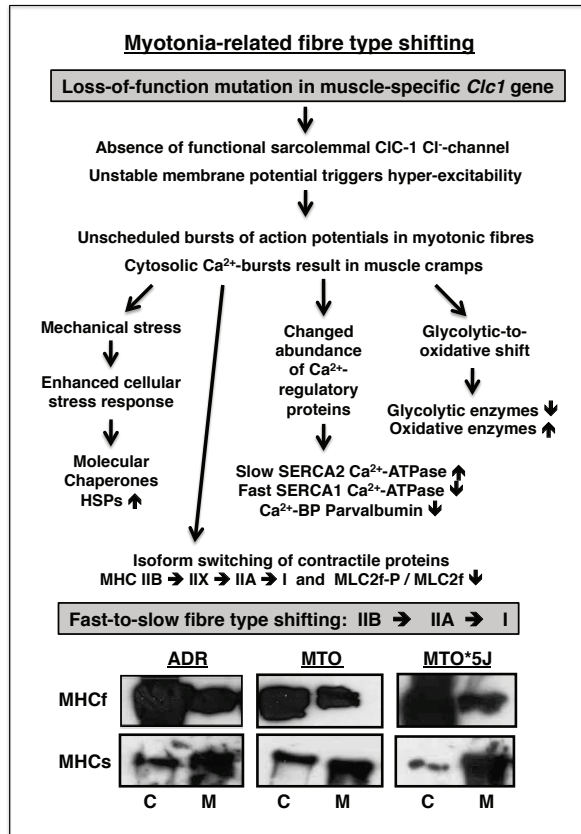 Myotonia-related fibre type shifting
Loss-of-function mutation in muscle-specific Clc1 gene
Absence of functional sarcolemmal ClC-1 Cl⁻-channel
Unstable membrane potential triggers hyper-excitability
Unscheduled bursts of action potentials in myotonic fibres
Cytosolic Ca²⁺-bursts result in muscle cramps
Mechanical stress
Enhanced cellular
stress response
Molecular
Chaperones
HSPs ↑
Changed
abundance
of Ca²⁺-
regulatory
proteins
Slow SERCA2 Ca²⁺-ATPase ↑
Fast SERCA1 Ca²⁺-ATPase ↓
Ca²⁺-BP Parvalbumin ↓
Glycolytic-to-
oxidative shift
Glycolytic enzymes ↓
Oxidative enzymes ↑
Isoform switching of contractile proteins
MHC IIB → IIX → IIA → I and MLC2f-P / MLC2f ↓
Fast-to-slow fibre type shifting: IIB → IIA → I
ADR MTO MTO*5J
MHCf
MHCs
C M C M C M